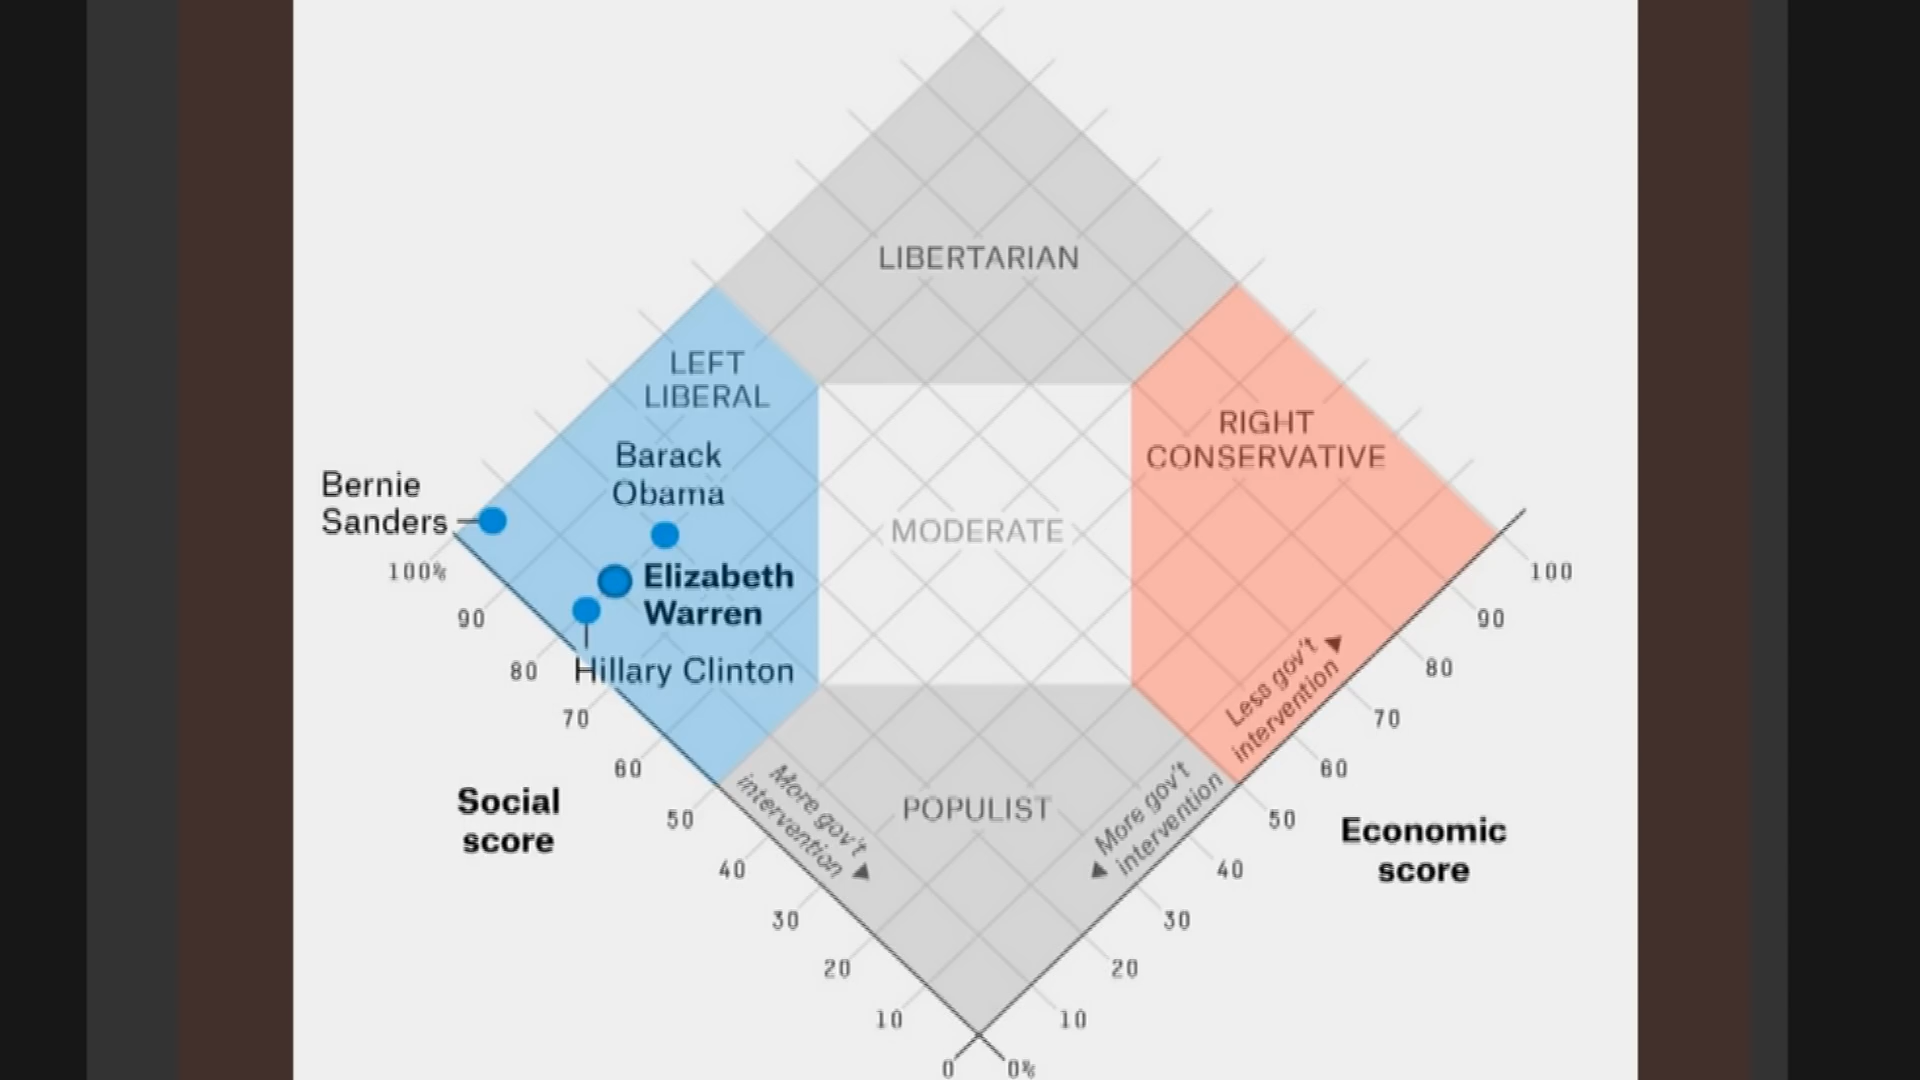 LIBERTARIAN
LEFT
LIBERAL
RIGHT
CONSERVATIVE
Barack
Obama
Bernie
Sanders
MODERATE
Elizabeth
Warren
Hillary Clinton
100%
90
80
70
60
50
40
30
20
10
0
Social
score
More gov't
intervention
POPULIST
More gov't
intervention
Less gov't
intervention
100
90
80
70
60
50
40
30
20
10
0%
Economic
score